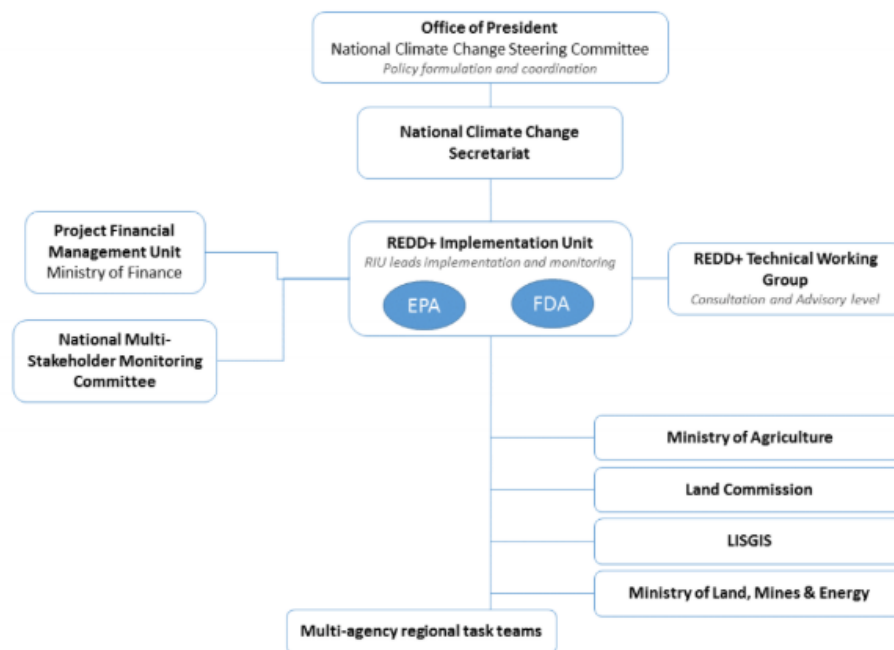 Office of President
National Climate Change Steering Committee
Policy formulation and coordination
National Climate Change
Secretariat
Project Financial
Management Unit
Ministry of Finance
REDD+ Implementation Unit
RIU leads implementation and monitoring
EPA
FDA
REDD+ Technical Working
Group
Consultation and Advisory level
National Multi-
Stakeholder Monitoring
Committee
Ministry of Agriculture
Land Commission
LISGIS
Ministry of Land, Mines & Energy
Multi-agency regional task teams